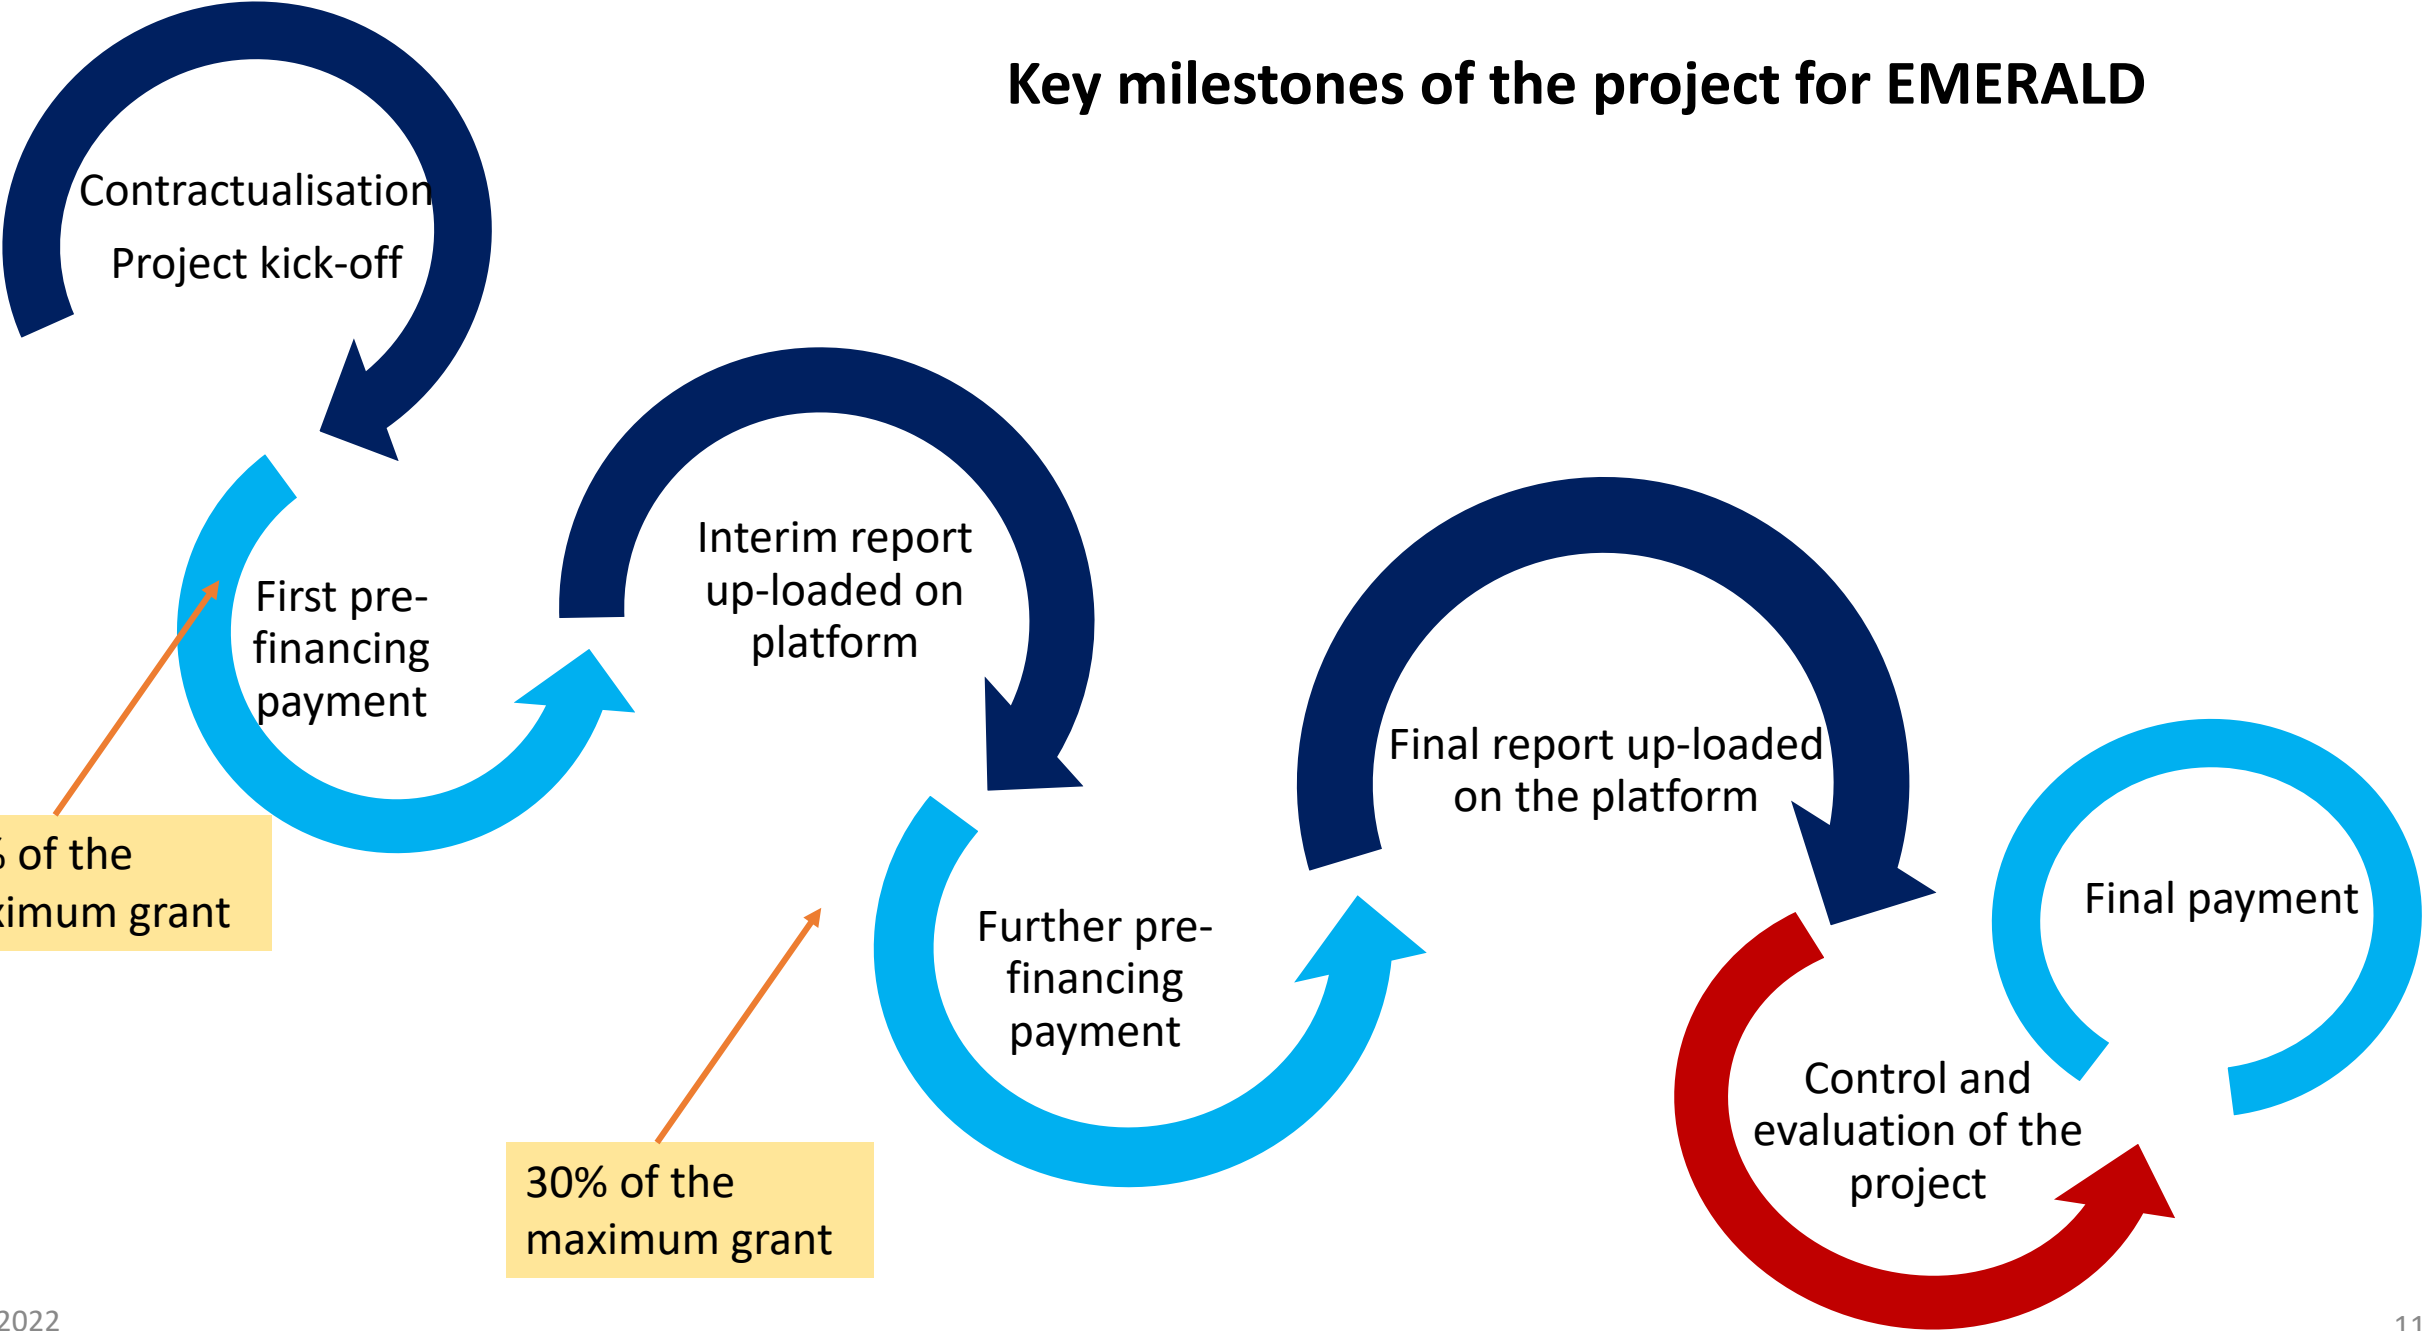 Key milestones of the project for EMERALD
Contractualisation
Project kick-off
First pre-
financing
payment
Interim report
up-loaded on
platform
Further pre-
financing
payment
Final report up-loaded
on the platform
Control and
evaluation of the
project
Final payment
% of the
grant
30% of the
maximum grant
2022
11